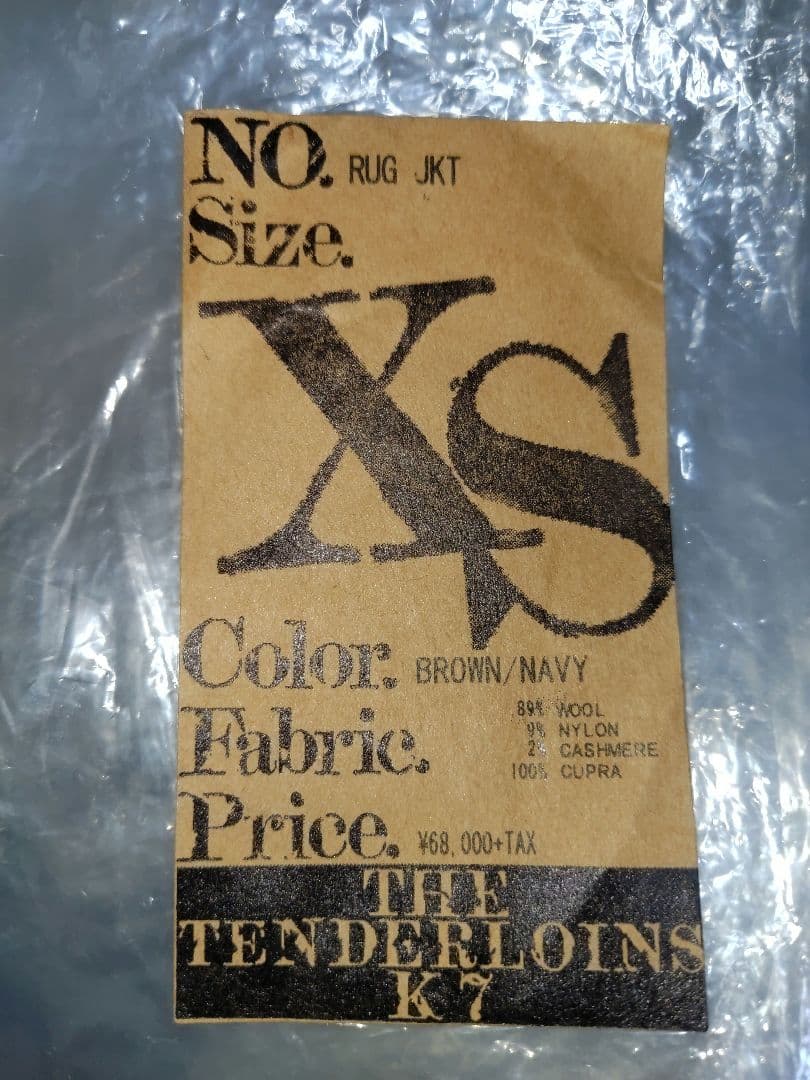 NO. RUG JKT
Size.
XS
Color. BROWN/NAVY
Fabric. 89% WOOL
9% NYLON
2% CASHMERE
100% CUPRA
Price. ¥68,000+TAX
THE
TENDERLOINS
K7